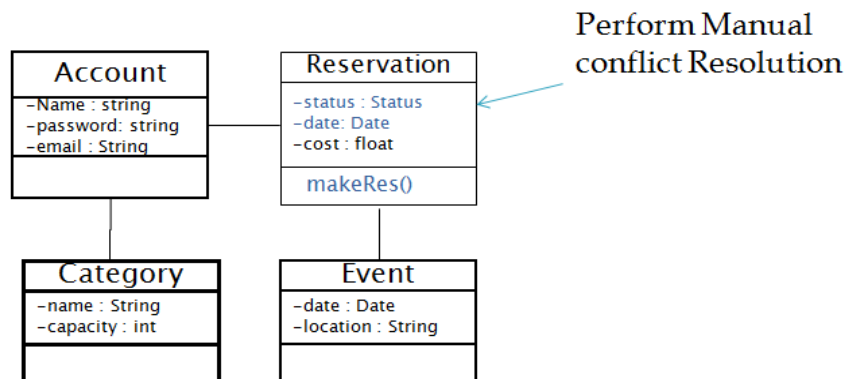 Perform Manual
conflict Resolution
Account
-Name : string
-password: string
-email : String
Reservation
-status : Status
-date: Date
-cost : float
makeRes()
Category
-name : String
-capacity : int
Event
-date : Date
-location : String